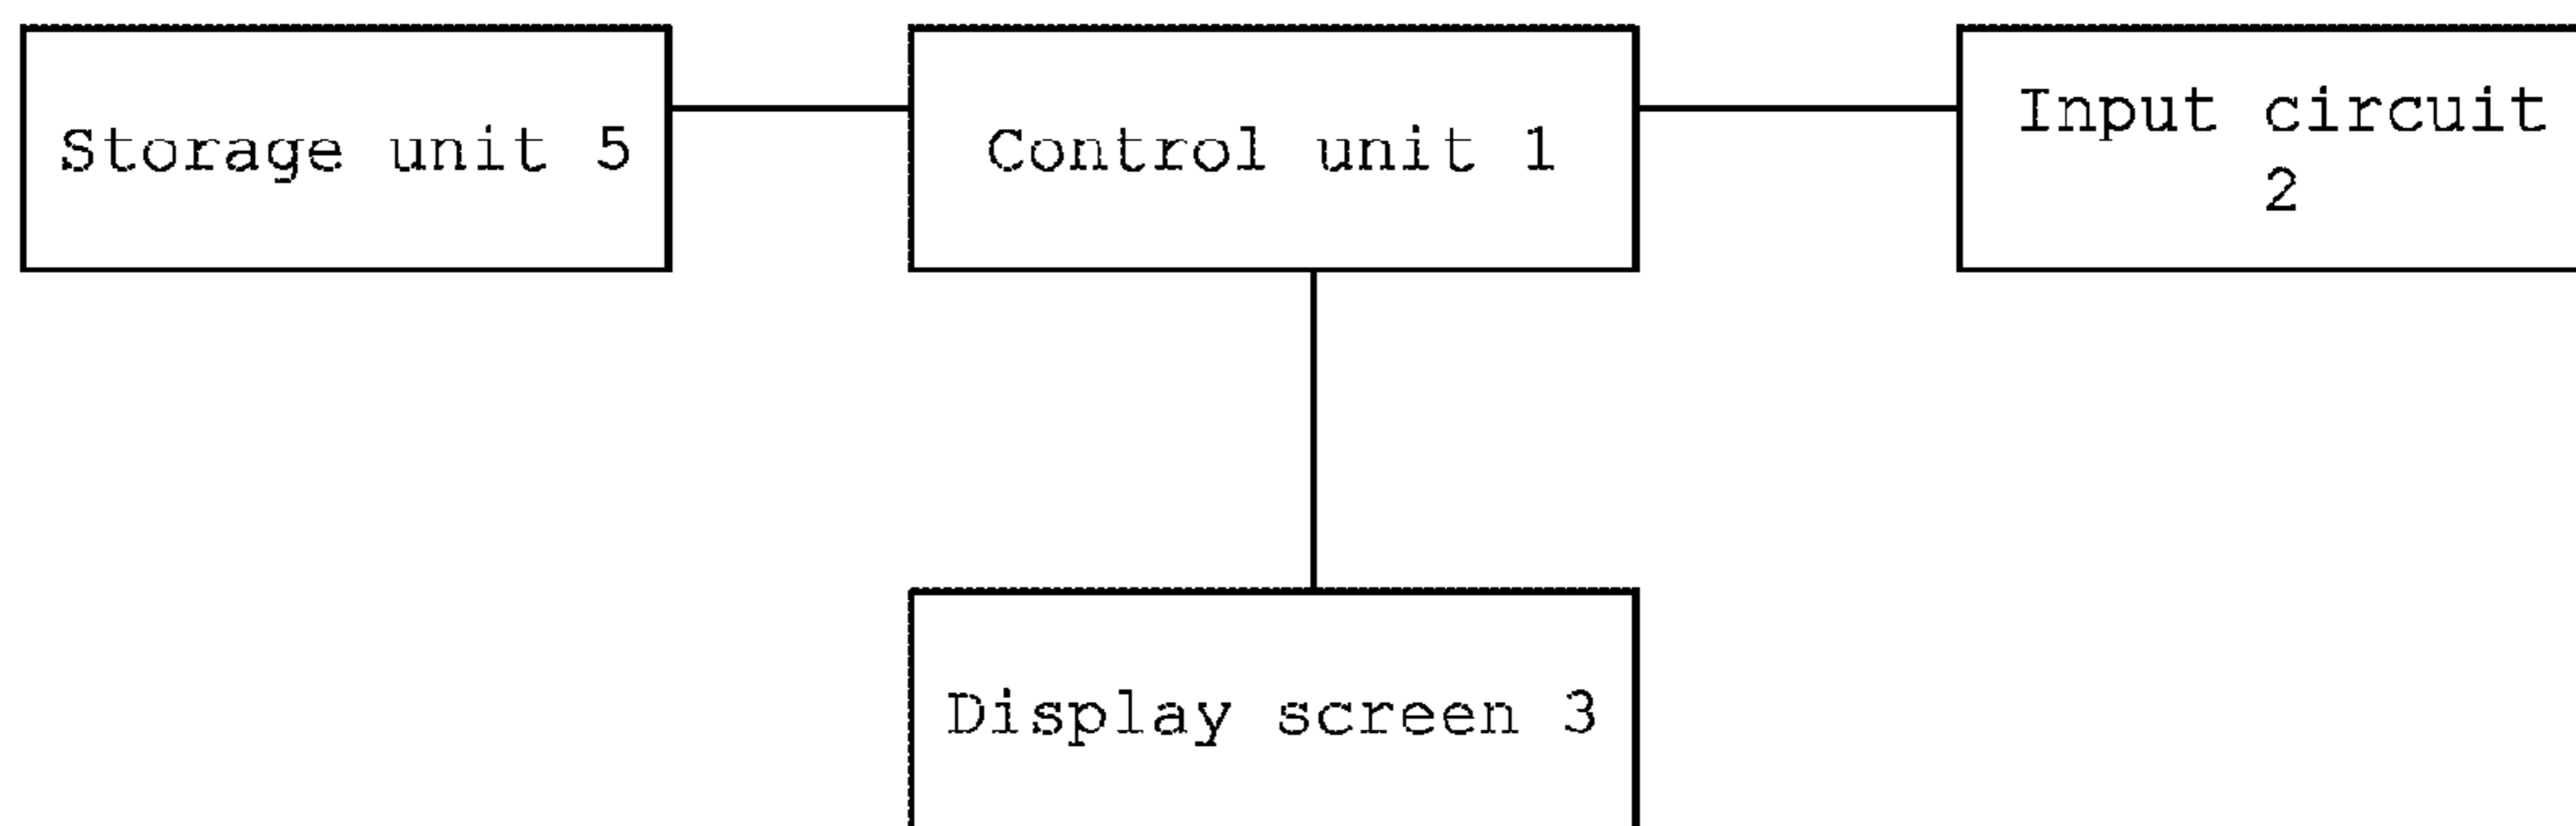 Storage unit 5
Control unit 1
Input circuit
2
Display screen 3